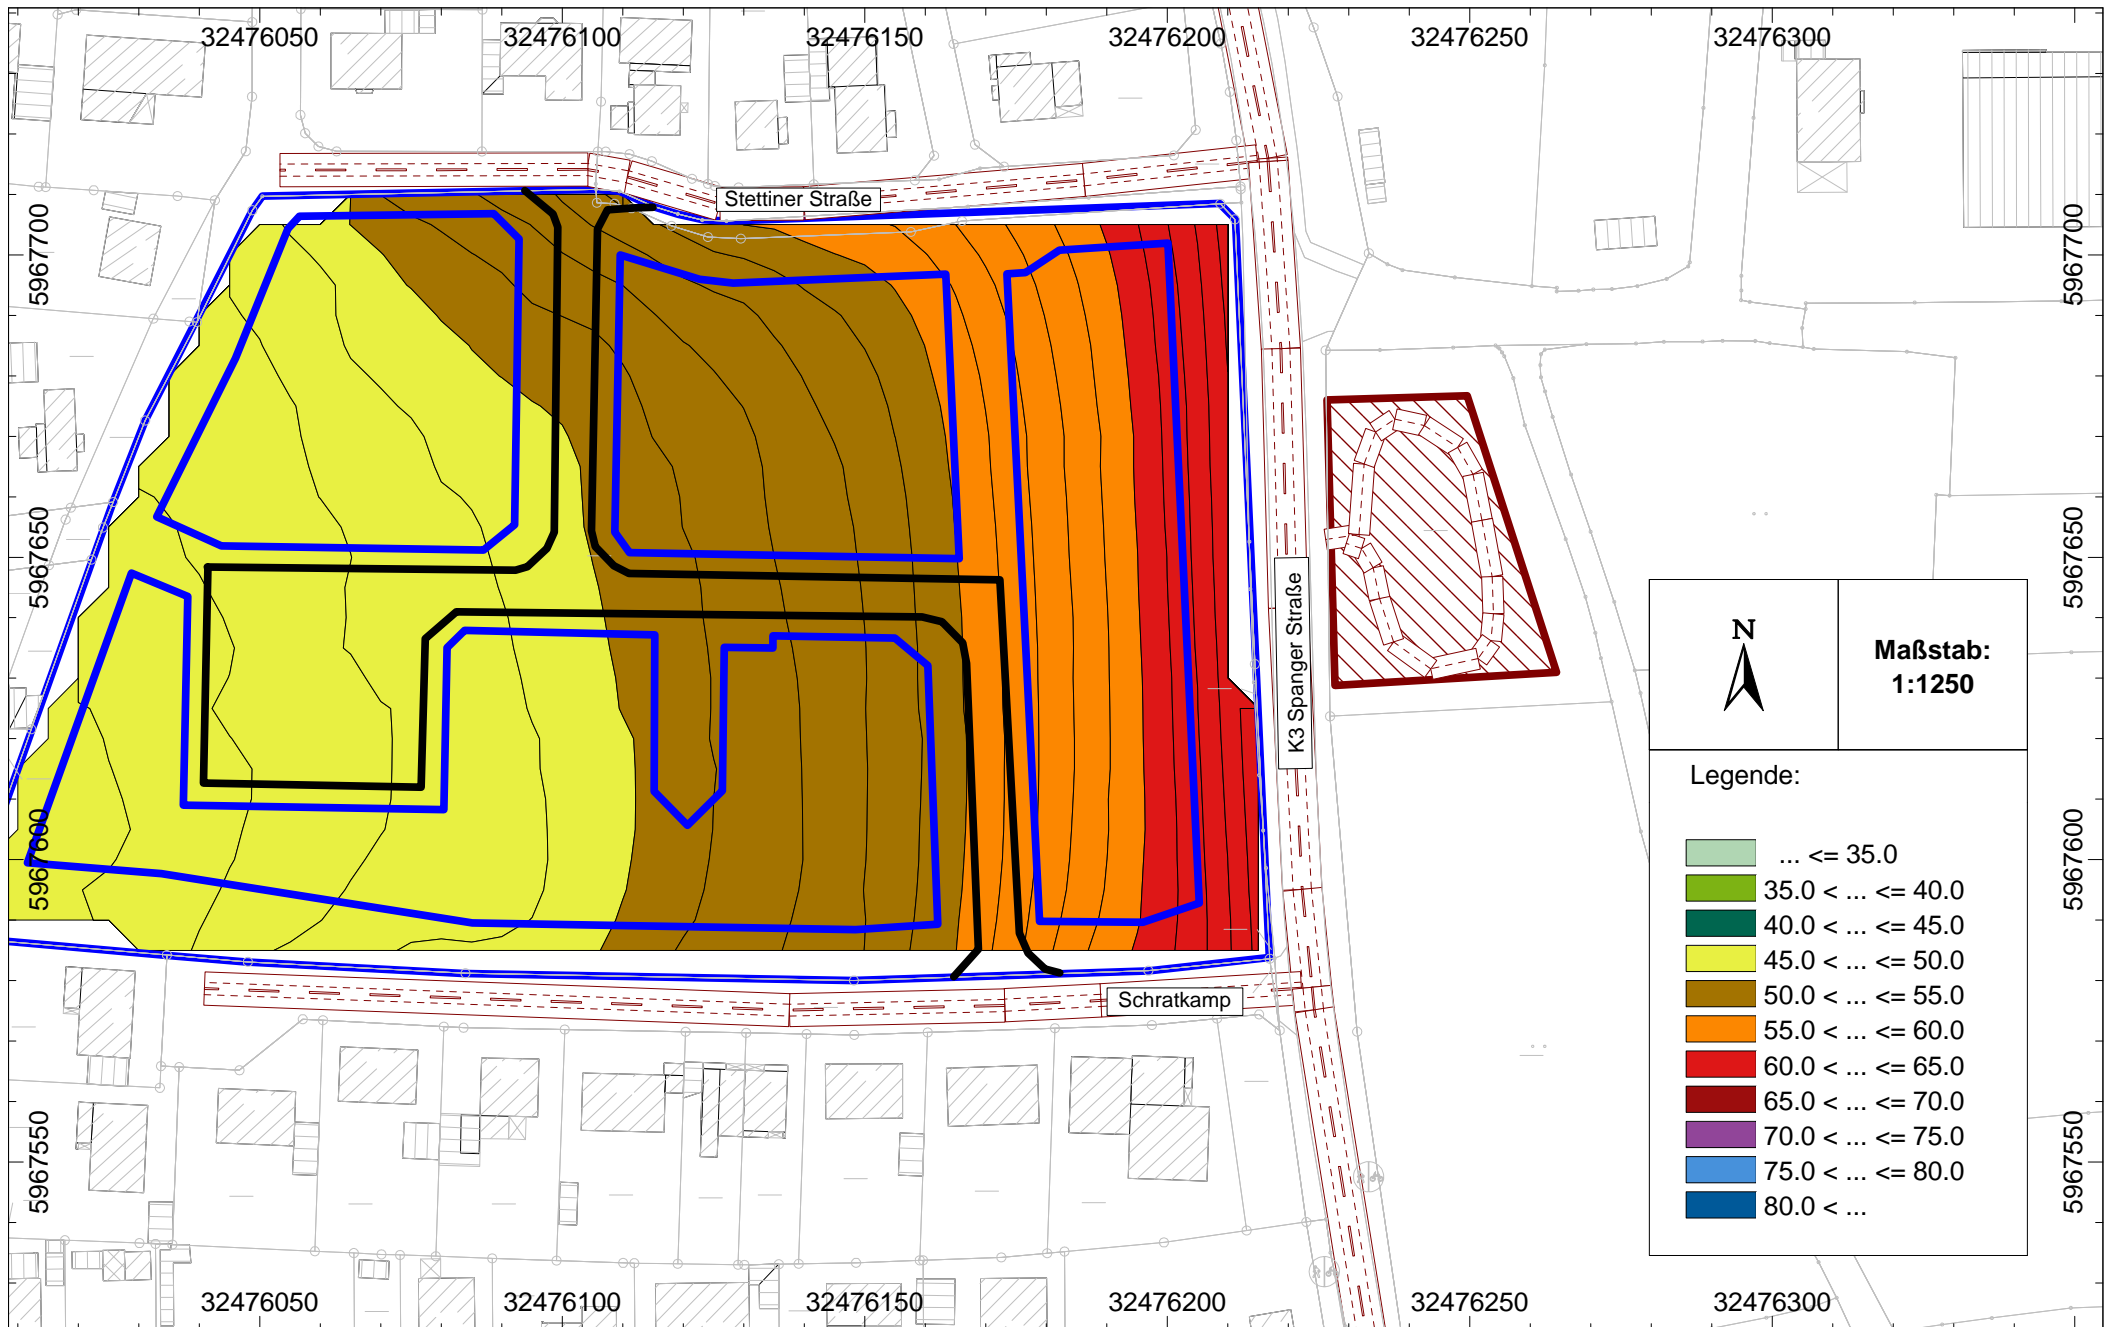 32476050
32476100
32476150
32476200
32476250
32476300
Stettiner Straße
5967700
5967700
5967650
5967650
K3 Spanger Straße
N
Maßstab:
1:1250
Legende:
... <= 35.0
35.0 < ... <= 40.0
40.0 < ... <= 45.0
45.0 < ... <= 50.0
50.0 < ... <= 55.0
55.0 < ... <= 60.0
60.0 < ... <= 65.0
65.0 < ... <= 70.0
70.0 < ... <= 75.0
75.0 < ... <= 80.0
80.0 < ...
5967600
5967600
Schratkamp
5967550
5967550
32476050
32476100
32476150
32476200
32476250
32476300